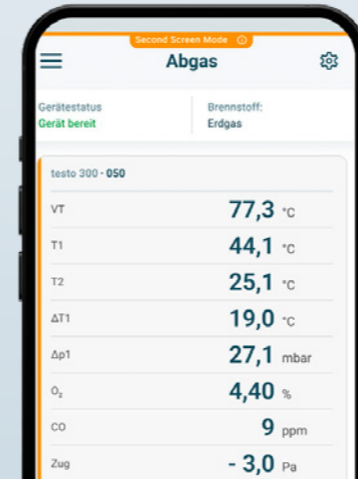 Second Screen Mode
Abgas
Gerätestatus
Gerät bereit
Brennstoff:
Erdgas
testo 300 - 050
VT 77,3 °C
T1 44,1 °C
T2 25,1 °C
ΔT1 19,0 °C
Δp1 27,1 mbar
O₂ 4,40 %
CO 9 ppm
Zug - 3,0 Pa